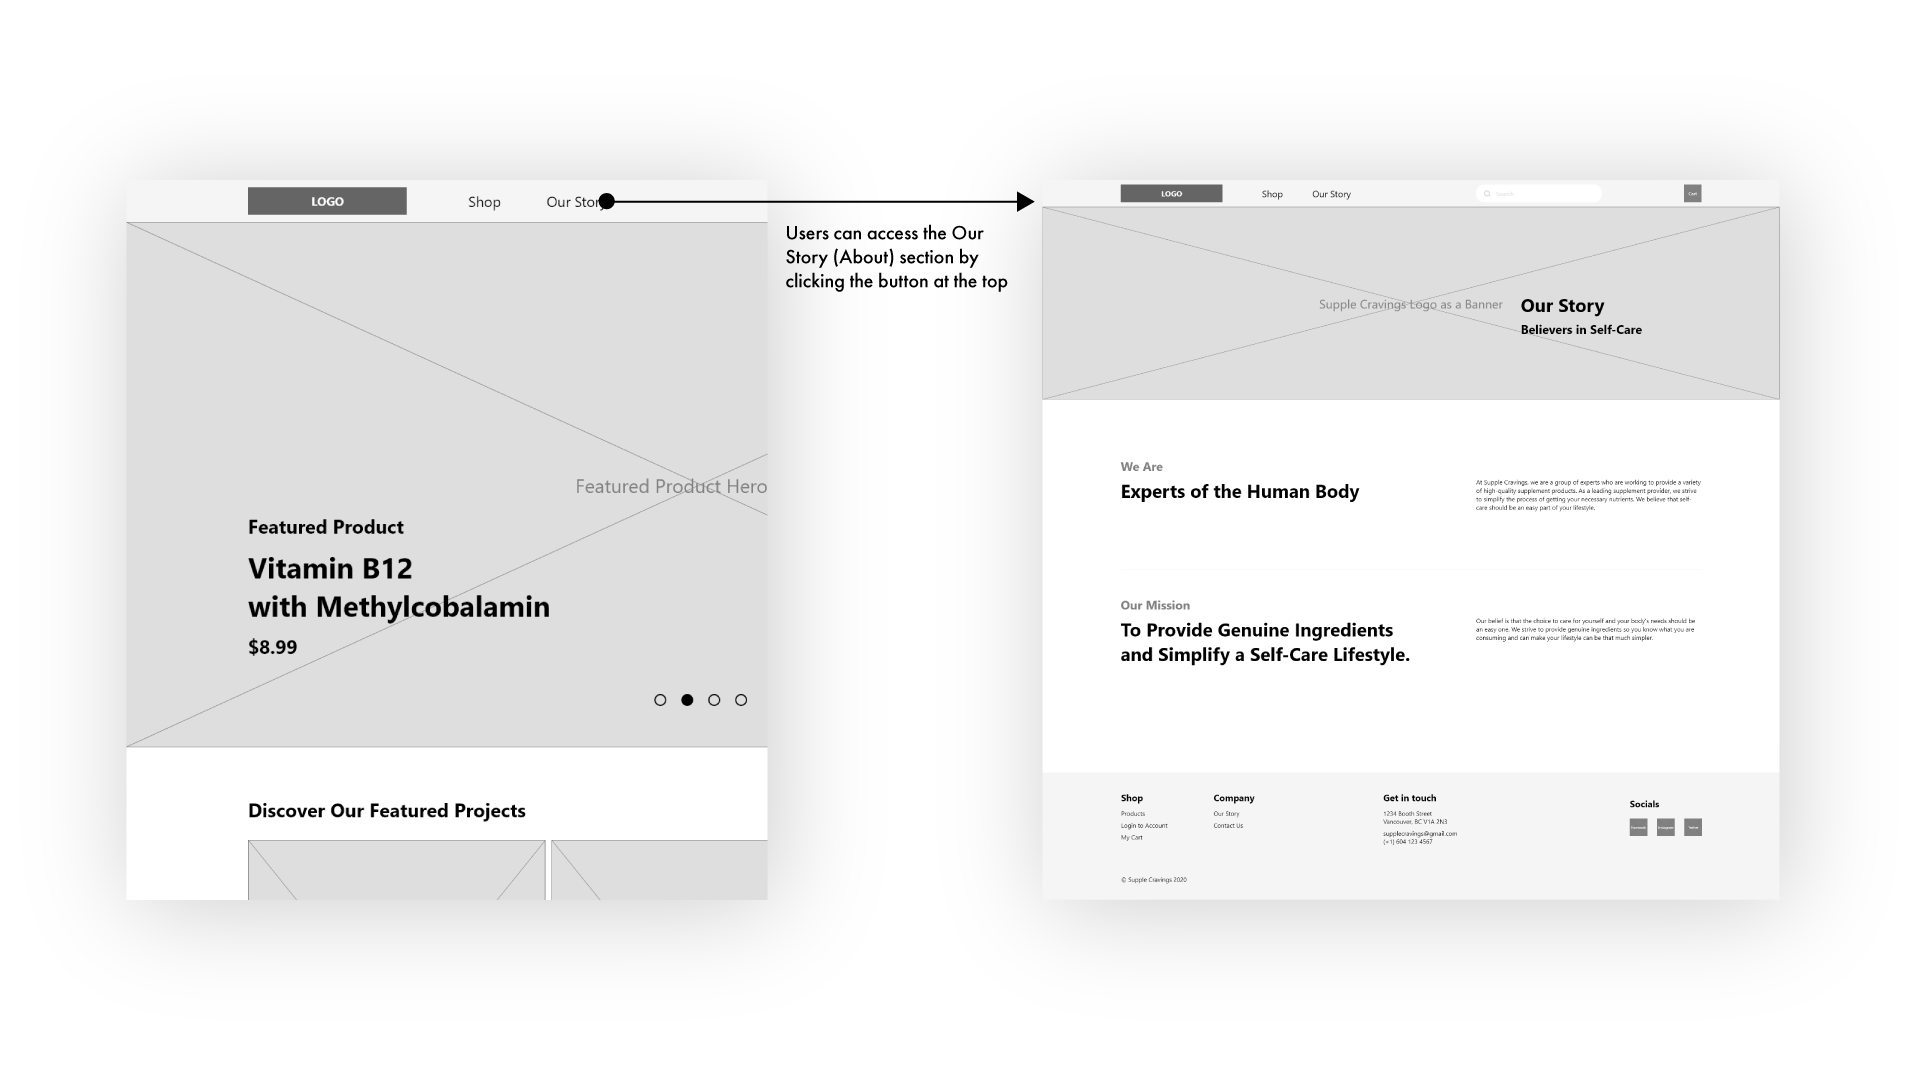 LOGO
Shop
Our Story
Featured Product Hero
Featured Product
Vitamin B12
with Methylcobalamin
$8.99
Discover Our Featured Projects
Users can access the Our
Story (About) section by
clicking the button at the top
LOGO
Shop
Our Story
Search
Cart
Supple Cravings Logo as a Banner
Our Story
Believers in Self-Care
We Are
Experts of the Human Body
At Supple Cravings, we are a group of experts who are working to provide a variety
of high-quality supplement products. As a leading supplement provider, we strive
to simplify the process of getting your necessary nutrients. We believe that self-
care should be an easy part of your lifestyle.
Our Mission
To Provide Genuine Ingredients
and Simplify a Self-Care Lifestyle.
Our belief is that the choice to care for yourself and your body's needs should be
an easy one. We strive to provide genuine ingredients so you know what you are
consuming and can make your lifestyle can be that much simpler.
Shop
Products
Login to Account
My Cart
Company
Our Story
Contact Us
Get in touch
1234 Booth Street
Vancouver, BC V1A 2N3
supplecravings@gmail.com
(+1) 604 123 4567
Socials
Facebook
Instagram
Twitter
© Supple Cravings 2020